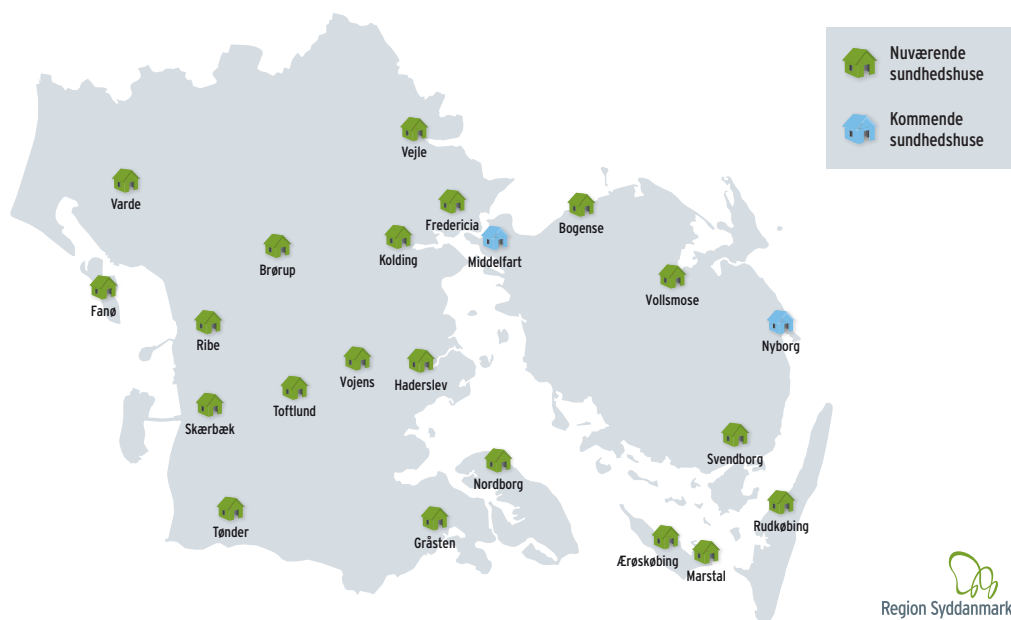 Nuværende
sundhedshuse
Kommende
sundhedshuse
Vejle
Varde
Fredericia
Bogense
Kolding
Middelfart
Brørup
Vollsmose
Fanø
Ribe
Nyborg
Vojens
Haderslev
Toftlund
Skærbæk
Svendborg
Nordborg
Rudkøbing
Tønder
Gråsten
Ærøskøbing
Marstal
Region Syddanmark